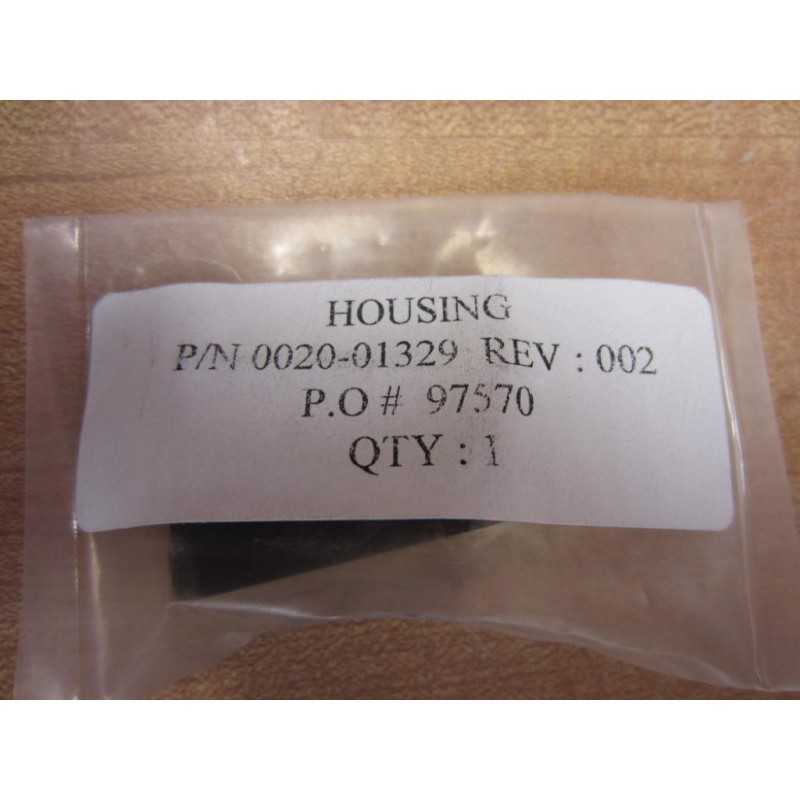 HOUSING
P/N 0020-01329 REV : 002
P.O # 97570
QTY : 1